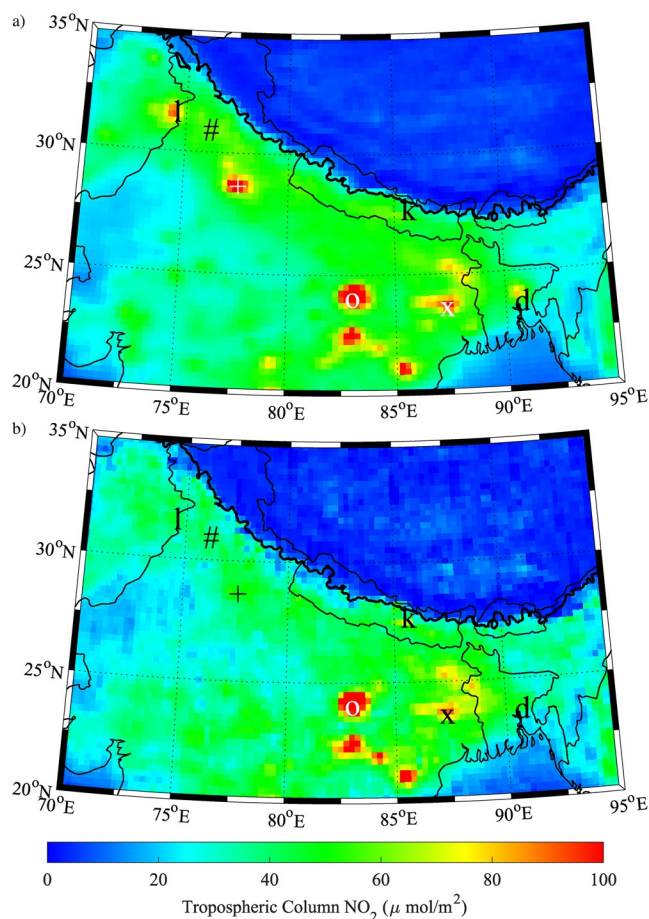 a)
35°N
30°N
25°N
20°N
l
#
+
k
o
x
d
70°E
75°E
80°E
85°E
90°E
95°E
b)
35°N
30°N
25°N
20°N
l
#
+
k
o
x
d
70°E
75°E
80°E
85°E
90°E
95°E
0 20 40 60 80 100
Tropospheric Column NO₂ (μ mol/m²)